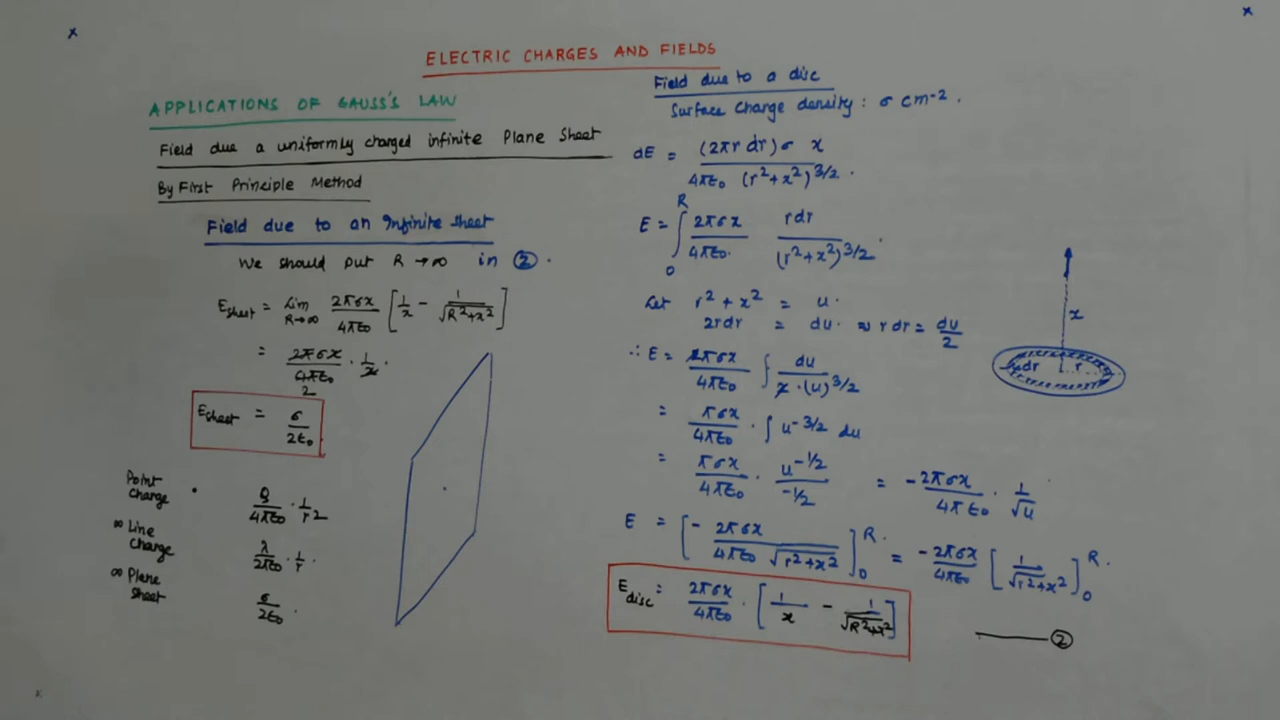 ELECTRIC CHARGES AND FIELDS
APPLICATIONS OF GAUSS'S LAW
Field due a uniformly charged infinite Plane Sheet
By First Principle Method
Field due to an Infinite sheet
We should put R → ∞ in ②.
E_sheet = Lim R→∞ 2πσx/4πε₀ [1/x − 1/√(R²+x²)]
= 2πσx/4πε₀ · 1/x .
2
E_sheet = σ/2ε₀ .
Point Charge · Q/4πε₀ · 1/r²
∞ Line Charge λ/2πε₀ · 1/r .
∞ Plane Sheet σ/2ε₀ .
Field due to a disc
Surface Charge density : σ cm⁻² .
dE = (2πr dr)σ x / 4πε₀ (r²+x²)^3/2 .
E = ∫₀^R 2πσx/4πε₀ · rdr/(r²+x²)^3/2 .
Let r² + x² = u .
2rdr = du . ⇒ rdr = du/2
∴ E = 2πσx/4πε₀ ∫ du/2·(u)^3/2
= πσx/4πε₀ · ∫ u^-3/2 du
= πσx/4πε₀ · u^-1/2/-1/2 = -2πσx/4πε₀ · 1/√u
E = [- 2πσx/4πε₀ √(r²+x²)]₀^R . = -2πσx/4πε₀ [1/√(r²+x²)]₀^R .
E_disc : 2πσx/4πε₀ · [1/x − 1/√(R²+x²)] ——②
x
r
dr